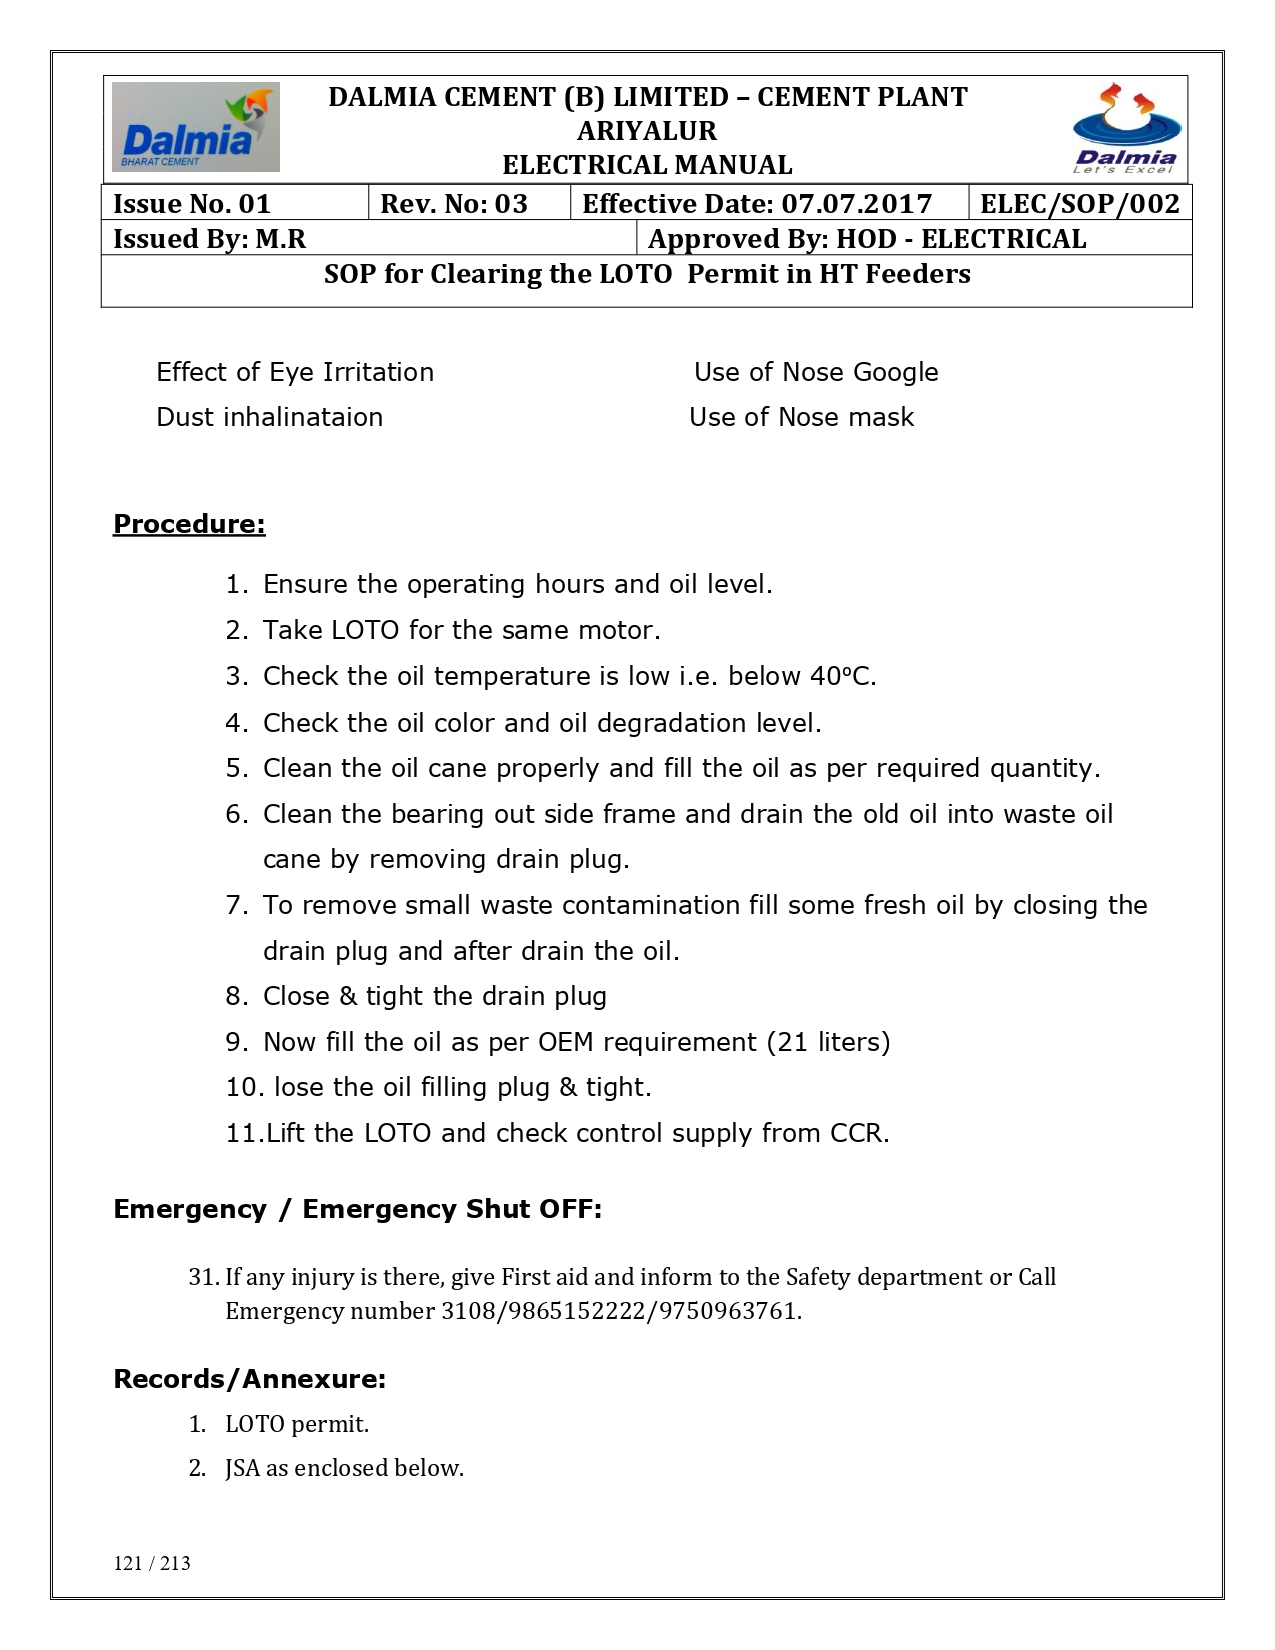 Dalmia
BHARAT CEMENT
DALMIA CEMENT (B) LIMITED – CEMENT PLANT
ARIYALUR
ELECTRICAL MANUAL
Dalmia
Let's Excel
Issue No. 01 Rev. No: 03 Effective Date: 07.07.2017 ELEC/SOP/002
Issued By: M.R Approved By: HOD - ELECTRICAL
SOP for Clearing the LOTO Permit in HT Feeders
Effect of Eye Irritation Use of Nose Google
Dust inhalinataion Use of Nose mask
Procedure:
1. Ensure the operating hours and oil level.
2. Take LOTO for the same motor.
3. Check the oil temperature is low i.e. below 40ºC.
4. Check the oil color and oil degradation level.
5. Clean the oil cane properly and fill the oil as per required quantity.
6. Clean the bearing out side frame and drain the old oil into waste oil
cane by removing drain plug.
7. To remove small waste contamination fill some fresh oil by closing the
drain plug and after drain the oil.
8. Close & tight the drain plug
9. Now fill the oil as per OEM requirement (21 liters)
10. lose the oil filling plug & tight.
11.Lift the LOTO and check control supply from CCR.
Emergency / Emergency Shut OFF:
31. If any injury is there, give First aid and inform to the Safety department or Call
Emergency number 3108/9865152222/9750963761.
Records/Annexure:
1. LOTO permit.
2. JSA as enclosed below.
121 / 213